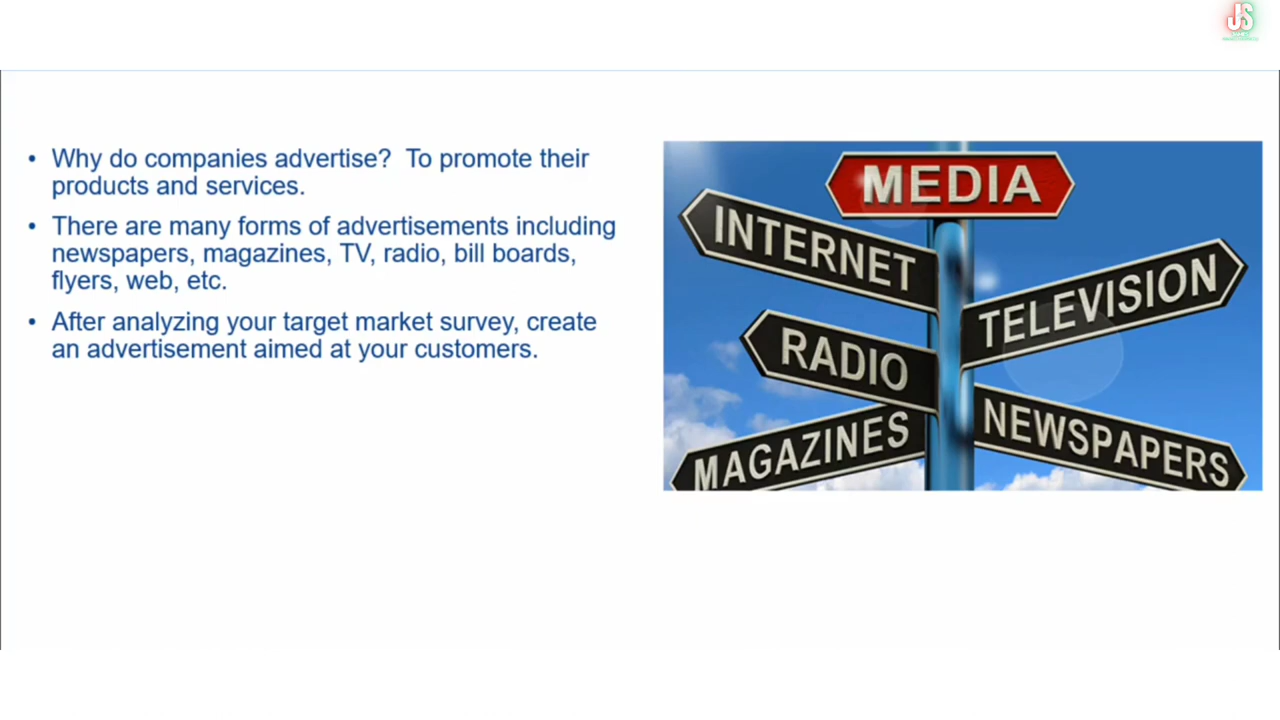 JS
• Why do companies advertise?  To promote their
products and services.
• There are many forms of advertisements including
newspapers, magazines, TV, radio, bill boards,
flyers, web, etc.
• After analyzing your target market survey, create
an advertisement aimed at your customers.
MEDIA
INTERNET
TELEVISION
RADIO
MAGAZINES
NEWSPAPERS